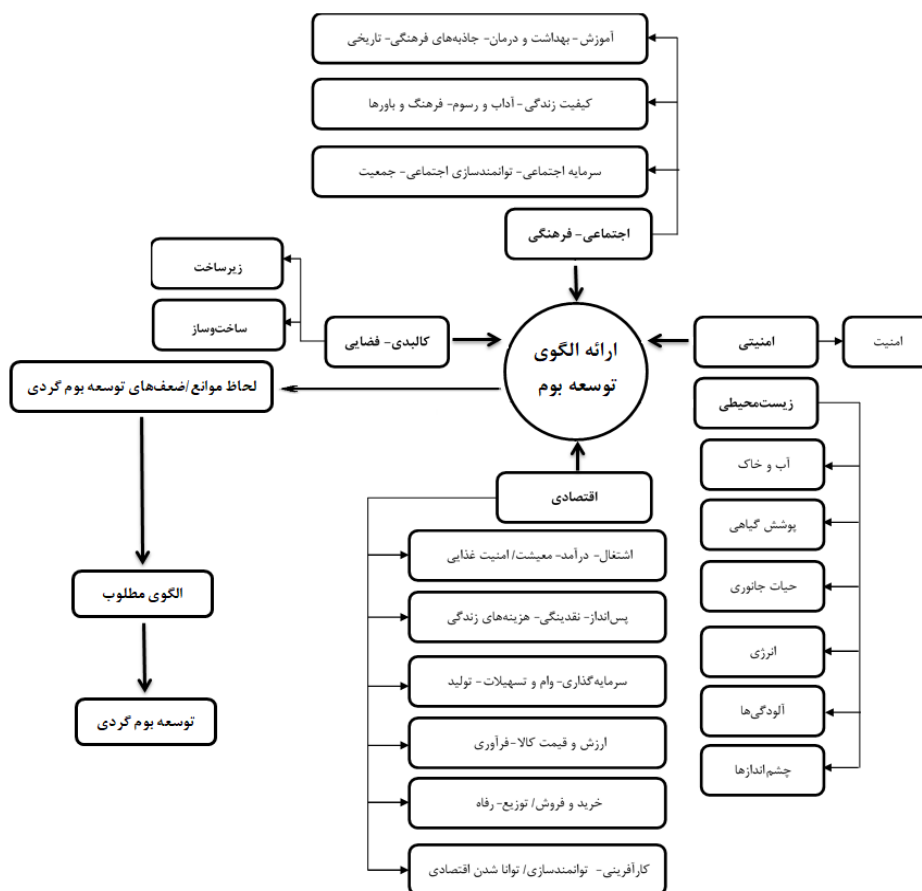 آموزش- بهداشت و درمان- جاذبه‌های فرهنگی- تاریخی
کیفیت زندگی- آداب و رسوم- فرهنگ و باورها
سرمایه اجتماعی- توانمندسازی اجتماعی- جمعیت
اجتماعی- فرهنگی
زیرساخت
ساخت‌وساز
کالبدی- فضایی
ارائه الگوی
توسعه بوم
امنیتی
امنیت
لحاظ موانع/ضعف‌های توسعه بوم گردی
زیست‌محیطی
آب و خاک
پوشش گیاهی
حیات جانوری
انرژی
آلودگی‌ها
چشم‌اندازها
اقتصادی
اشتغال- درآمد- معیشت/ امنیت غذایی
پس‌انداز- نقدینگی- هزینه‌های زندگی
سرمایه‌گذاری- وام و تسهیلات- تولید
ارزش و قیمت کالا-فرآوری
خرید و فروش/ توزیع- رفاه
کارآفرینی- توانمندسازی/ توانا شدن اقتصادی
الگوی مطلوب
توسعه بوم گردی